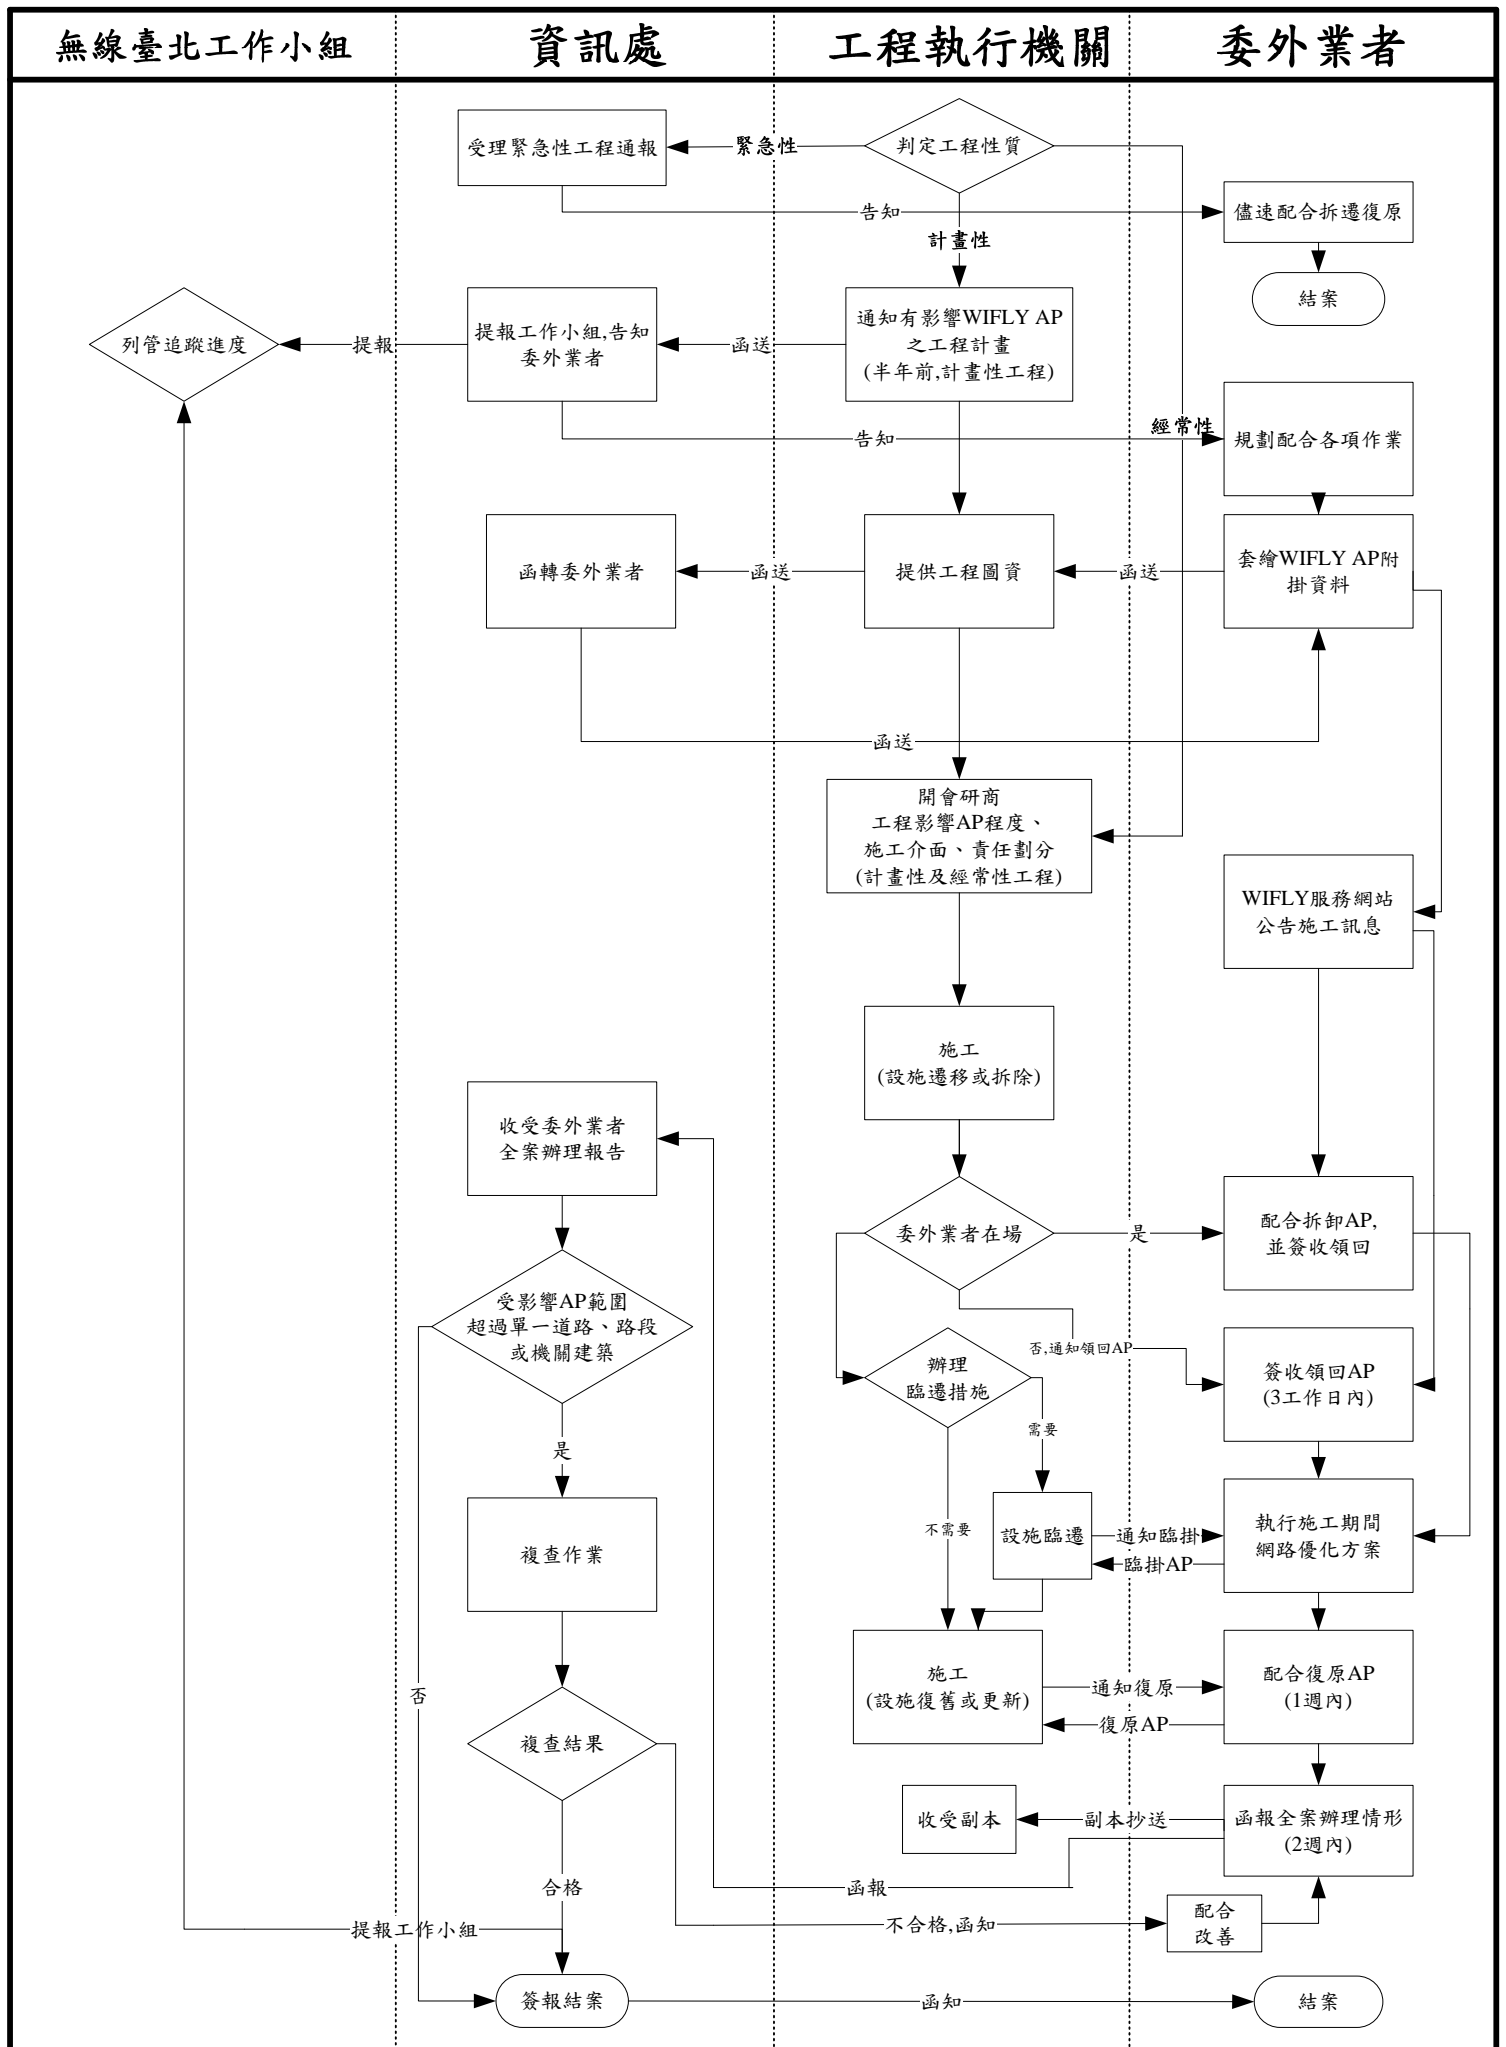 無線臺北工作小組
資訊處
工程執行機關
委外業者
受理緊急性工程通報
緊急性
判定工程性質
告知
儘速配合拆遷復原
計畫性
結案
列管追蹤進度
提報
提報工作小組,告知
委外業者
函送
通知有影響WIFLY AP
之工程計畫
(半年前,計畫性工程)
經常性
告知
規劃配合各項作業
函轉委外業者
函送
提供工程圖資
函送
套繪WIFLY AP附
掛資料
函送
開會研商
工程影響AP程度、
施工介面、責任劃分
(計畫性及經常性工程)
WIFLY服務網站
公告施工訊息
施工
(設施遷移或拆除)
收受委外業者
全案辦理報告
委外業者在場
是
配合拆卸AP,
並簽收領回
受影響AP範圍
超過單一道路、路段
或機關建築
否,通知領回AP
辦理
臨遷措施
簽收領回AP
(3工作日內)
需要
是
不需要
設施臨遷
通知臨掛
臨掛AP
執行施工期間
網路優化方案
複查作業
施工
(設施復舊或更新)
通知復原
復原AP
配合復原AP
(1週內)
否
複查結果
收受副本
副本抄送
函報全案辦理情形
(2週內)
合格
函報
提報工作小組
不合格,函知
配合
改善
簽報結案
函知
結案